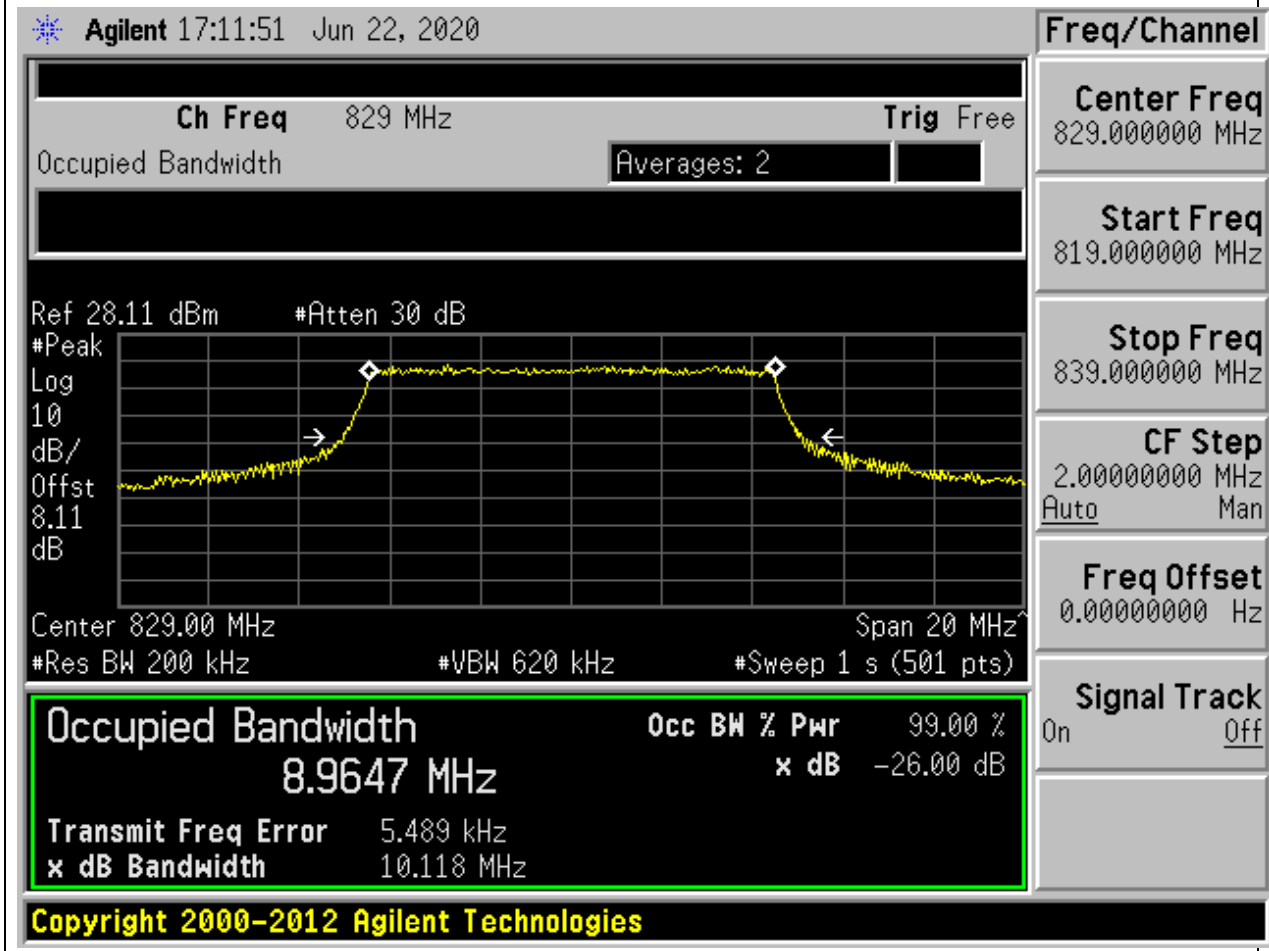 Agilent 17:11:51 Jun 22, 2020
Freq/Channel
Ch Freq 829 MHz Trig Free
Occupied Bandwidth Averages: 2
Ref 28.11 dBm #Atten 30 dB
#Peak
Log
10
dB/
Offst
8.11
dB
Center 829.00 MHz Span 20 MHz^
#Res BW 200 kHz #VBW 620 kHz #Sweep 1 s (501 pts)
Occupied Bandwidth
8.9647 MHz
Occ BW % Pwr 99.00 %
x dB -26.00 dB
Transmit Freq Error 5.489 kHz
x dB Bandwidth 10.118 MHz
Center Freq
829.000000 MHz
Start Freq
819.000000 MHz
Stop Freq
839.000000 MHz
CF Step
2.00000000 MHz
Auto Man
Freq Offset
0.00000000 Hz
Signal Track
On Off
Copyright 2000-2012 Agilent Technologies